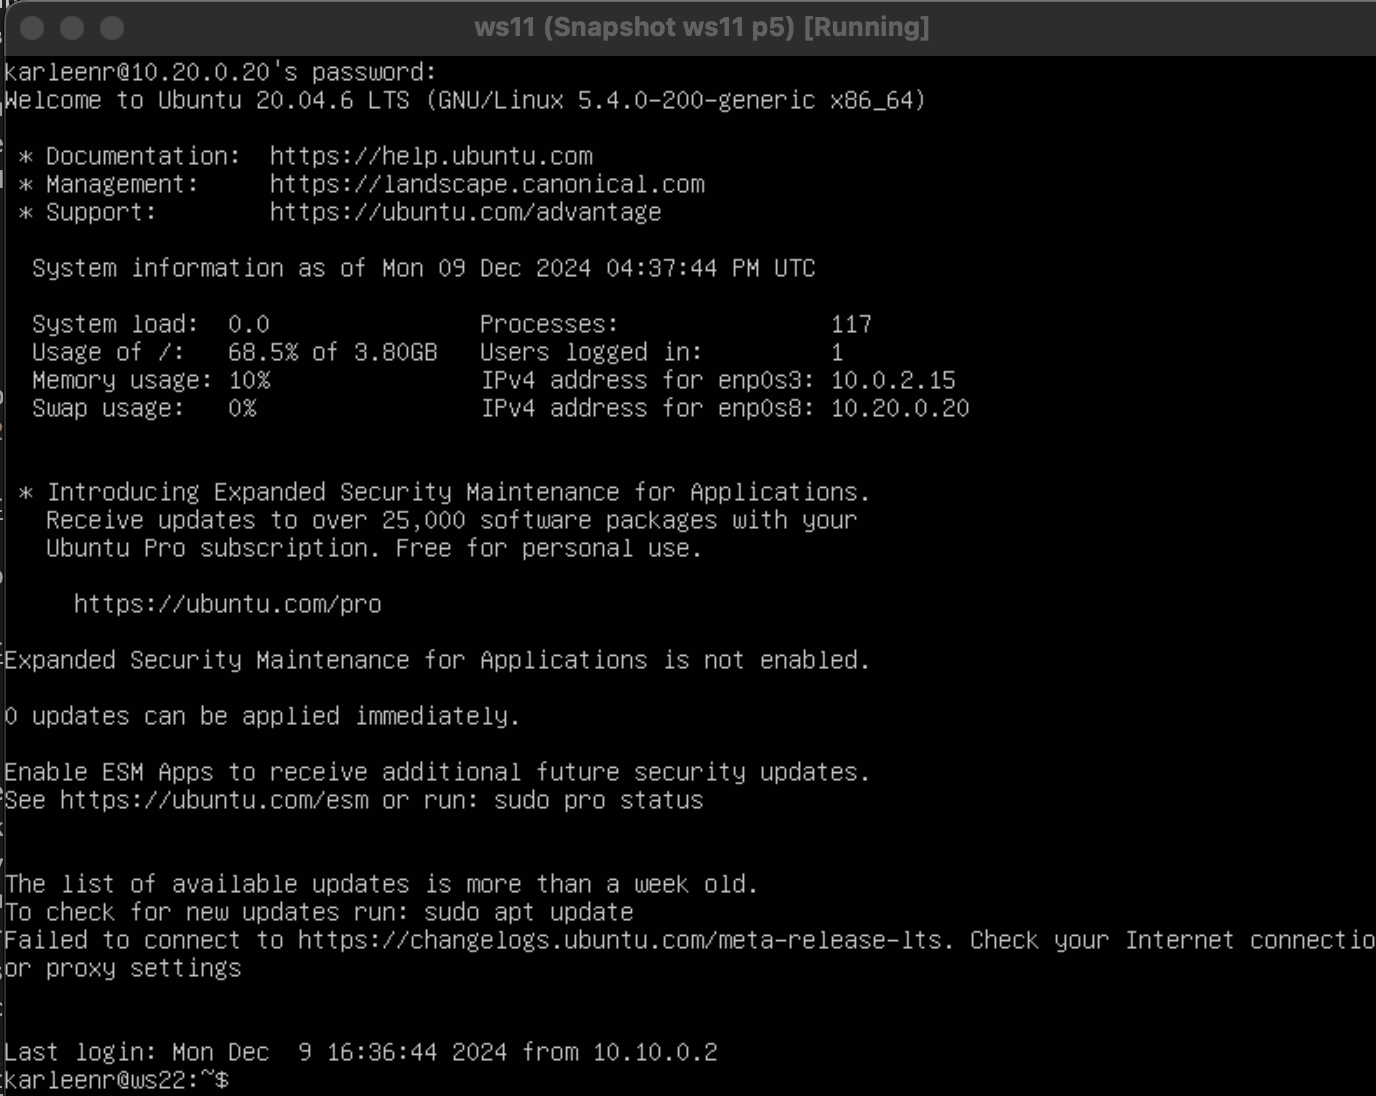 ws11 (Snapshot ws11 p5) [Running]
karleenr@10.20.0.20's password:
Welcome to Ubuntu 20.04.6 LTS (GNU/Linux 5.4.0-200-generic x86_64)
* Documentation:  https://help.ubuntu.com
* Management:     https://landscape.canonical.com
* Support:        https://ubuntu.com/advantage
System information as of Mon 09 Dec 2024 04:37:44 PM UTC
System load:  0.0               Processes:               117
Usage of /:   68.5% of 3.80GB   Users logged in:         1
Memory usage: 10%               IPv4 address for enp0s3: 10.0.2.15
Swap usage:   0%                IPv4 address for enp0s8: 10.20.0.20
* Introducing Expanded Security Maintenance for Applications.
Receive updates to over 25,000 software packages with your
Ubuntu Pro subscription. Free for personal use.
https://ubuntu.com/pro
Expanded Security Maintenance for Applications is not enabled.
0 updates can be applied immediately.
Enable ESM Apps to receive additional future security updates.
See https://ubuntu.com/esm or run: sudo pro status
The list of available updates is more than a week old.
To check for new updates run: sudo apt update
Failed to connect to https://changelogs.ubuntu.com/meta-release-lts. Check your Internet connectio
or proxy settings
Last login: Mon Dec  9 16:36:44 2024 from 10.10.0.2
karleenr@ws22:~$